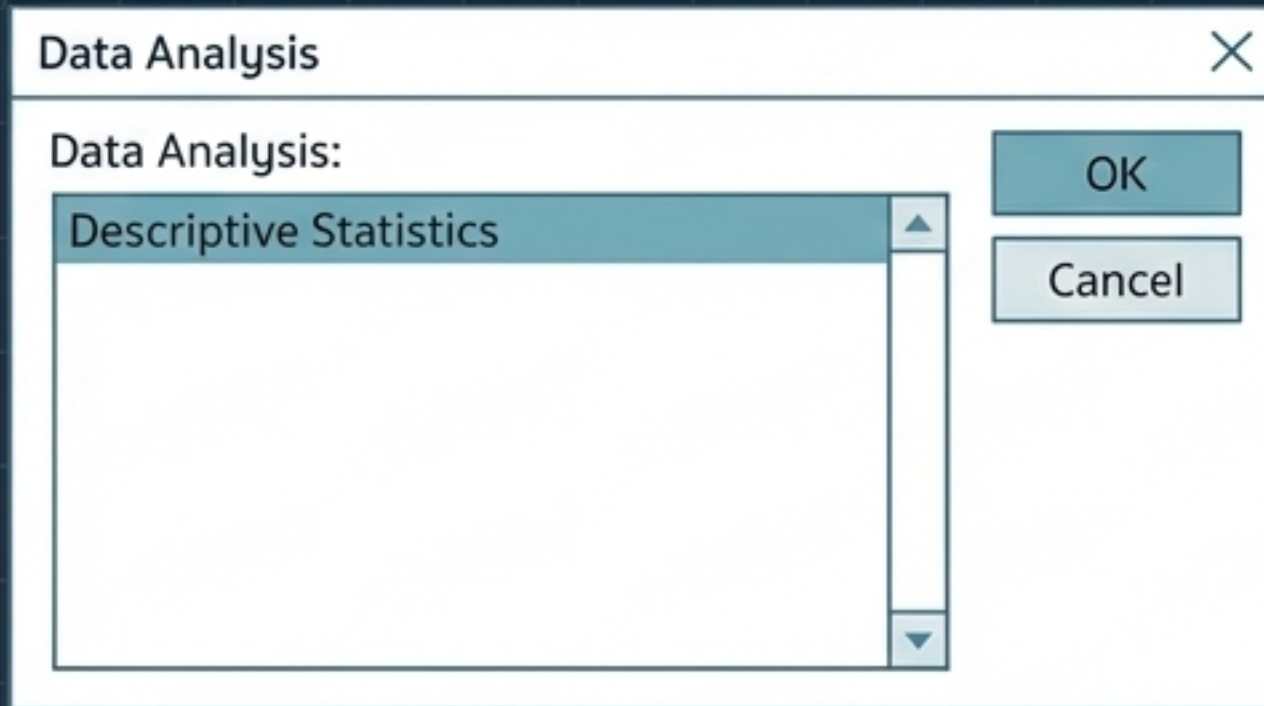 Data Analysis
Data Analysis:
Descriptive Statistics
OK
Cancel